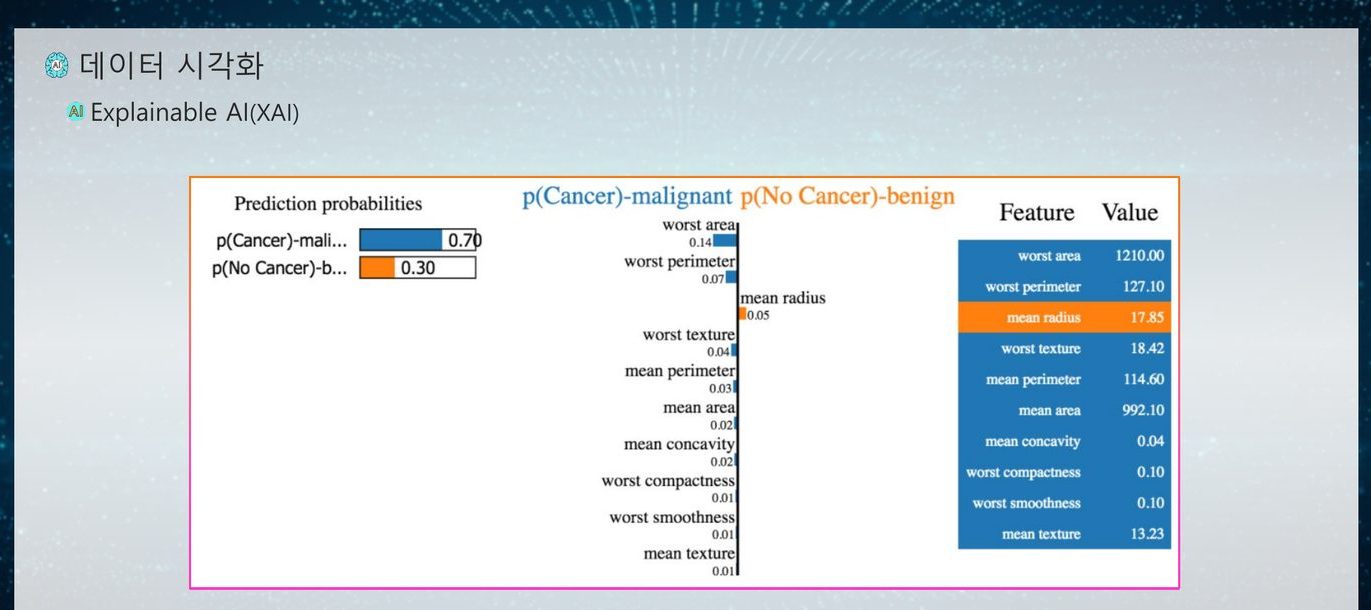 데이터 시각화
AI Explainable AI(XAI)
Prediction probabilities
p(Cancer)-mali... 0.70
p(No Cancer)-b... 0.30
p(Cancer)-malignant p(No Cancer)-benign
worst area
0.14
worst perimeter
0.07
mean radius
0.05
worst texture
0.04
mean perimeter
0.03
mean area
0.02
mean concavity
0.02
worst compactness
0.01
worst smoothness
0.01
mean texture
0.01
Feature Value
worst area 1210.00
worst perimeter 127.10
mean radius 17.85
worst texture 18.42
mean perimeter 114.60
mean area 992.10
mean concavity 0.04
worst compactness 0.10
worst smoothness 0.10
mean texture 13.23